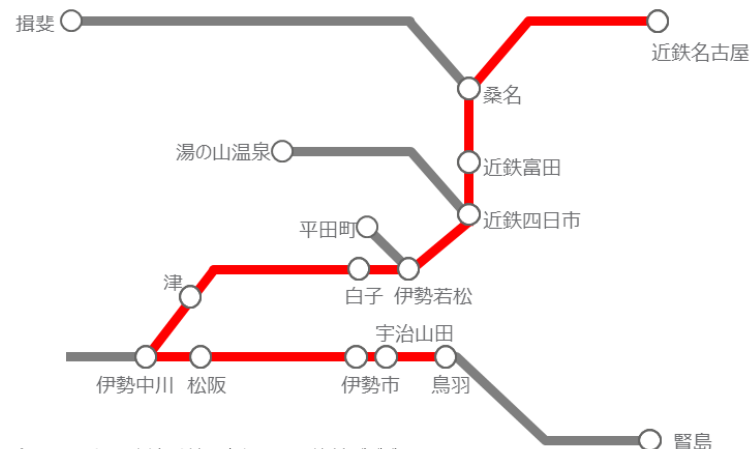 揖斐
近鉄名古屋
桑名
湯の山温泉
近鉄富田
平田町
近鉄四日市
津
白子
伊勢若松
宇治山田
伊勢中川
松阪
伊勢市
鳥羽
賢島